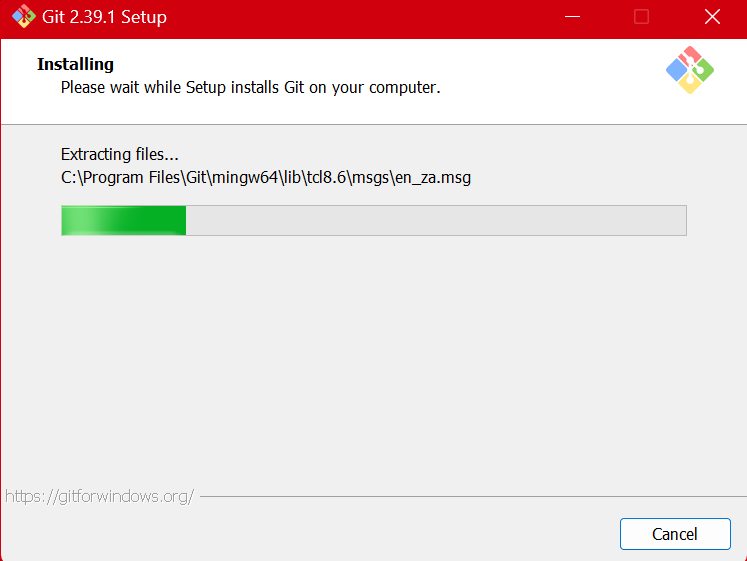 Git 2.39.1 Setup
Installing
Please wait while Setup installs Git on your computer.
Extracting files...
C:\Program Files\Git\mingw64\lib\tcl8.6\msgs\en_za.msg
https://gitforwindows.org/
Cancel